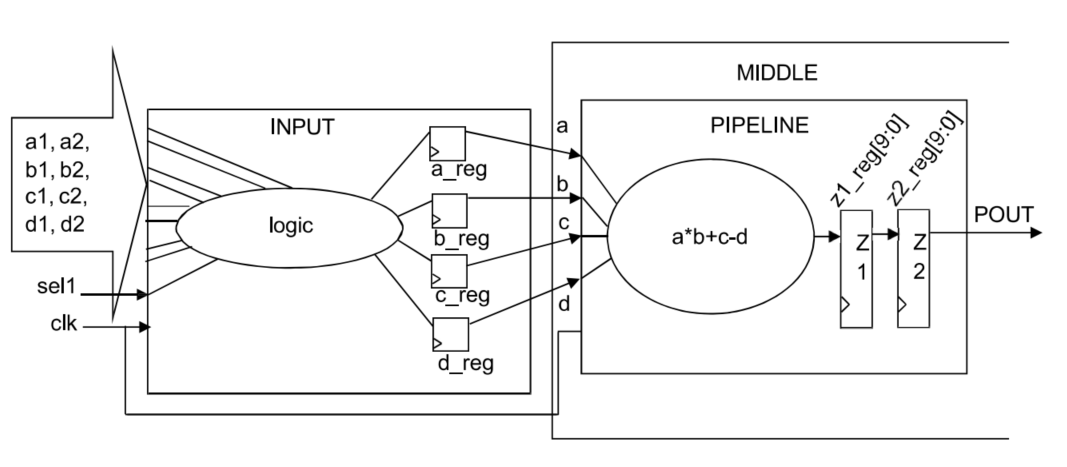 MIDDLE
INPUT
PIPELINE
a1, a2,
b1, b2,
c1, c2,
d1, d2
sel1
clk
logic
a_reg
b_reg
c_reg
d_reg
a
b
c
d
a*b+c-d
z1_reg[9:0]
z2_reg[9:0]
Z
1
Z
2
POUT